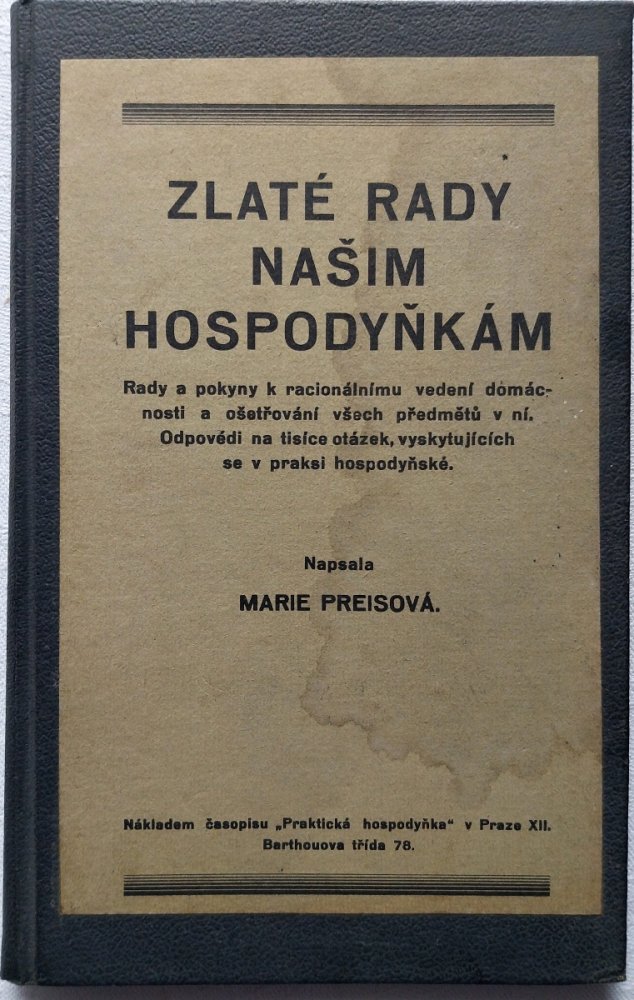 ZLATÉ RADY
NAŠIM
HOSPODYŇKÁM
Rady a pokyny k racionálnímu vedení domác-
nosti a ošetřování všech předmětů v ní.
Odpovédi na tisíce otázek, vyskytujících
se v praksi hospodyňské.
Napsala
MARIE PREISOVÁ.
Nákladem časopisu „Praktická hospodyňka" v Praze XII.
Barthouova třída 78.